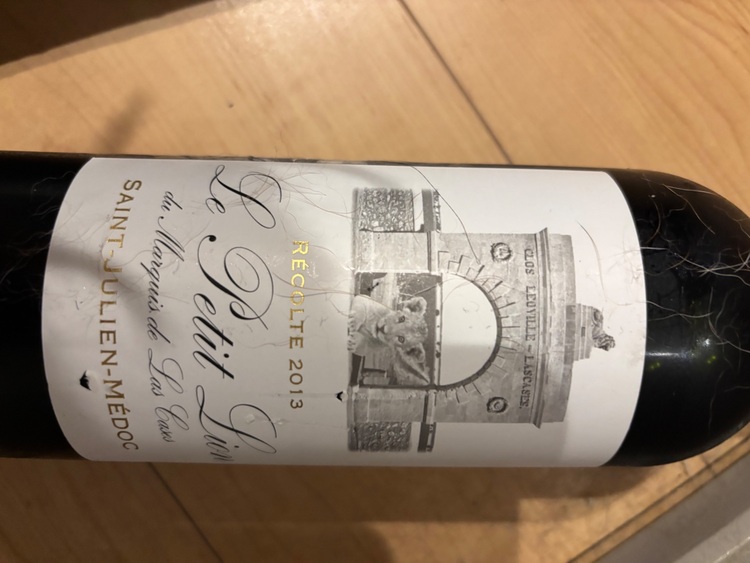 CLOS LEOVILLE-LASCASES.
RÉCOLTE 2013
Le Petit Lion
du Marquis de Las Cases
SAINT-JULIEN-MÉDOC